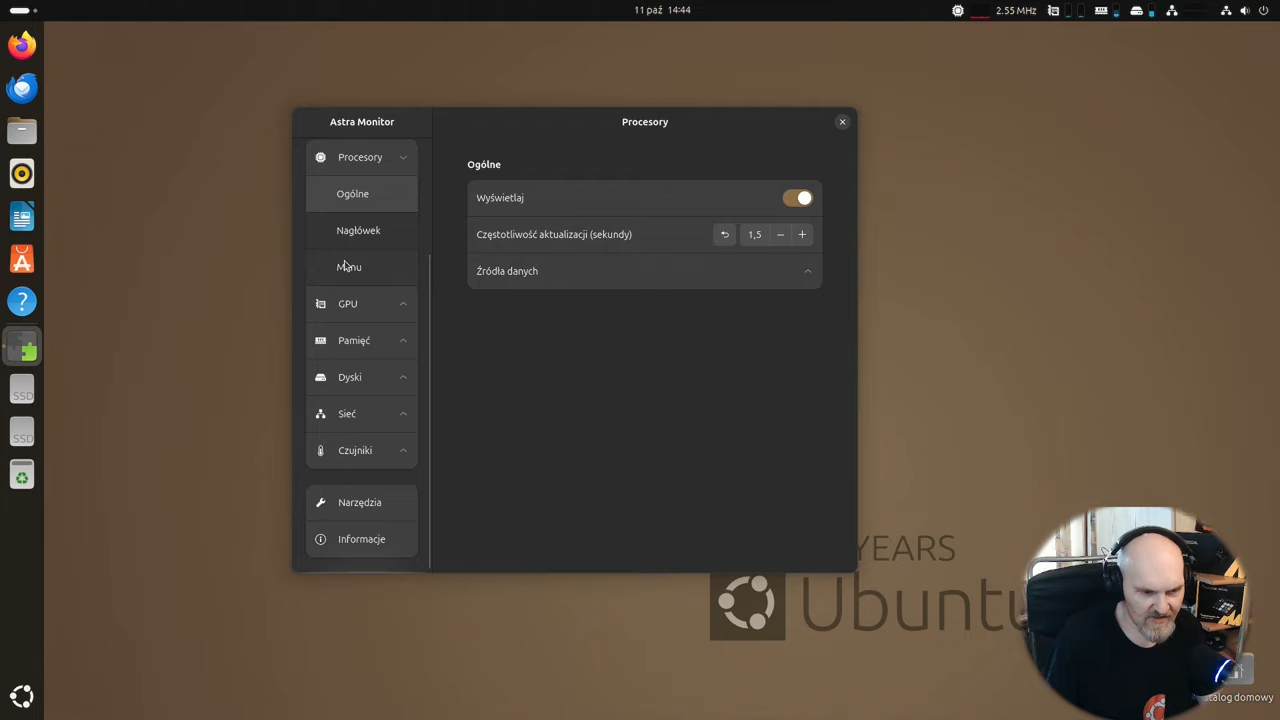 11 paź 14:44
2.55 MHz
Astra Monitor
Procesory
Procesory
Ogólne
Nagłówek
Menu
GPU
Pamięć
Dyski
Sieć
Czujniki
Narzędzia
Informacje
Ogólne
Wyświetlaj
Częstotliwość aktualizacji (sekundy)
1,5
Źródła danych
SSD
SSD
YEARS
Ubuntu
domowy